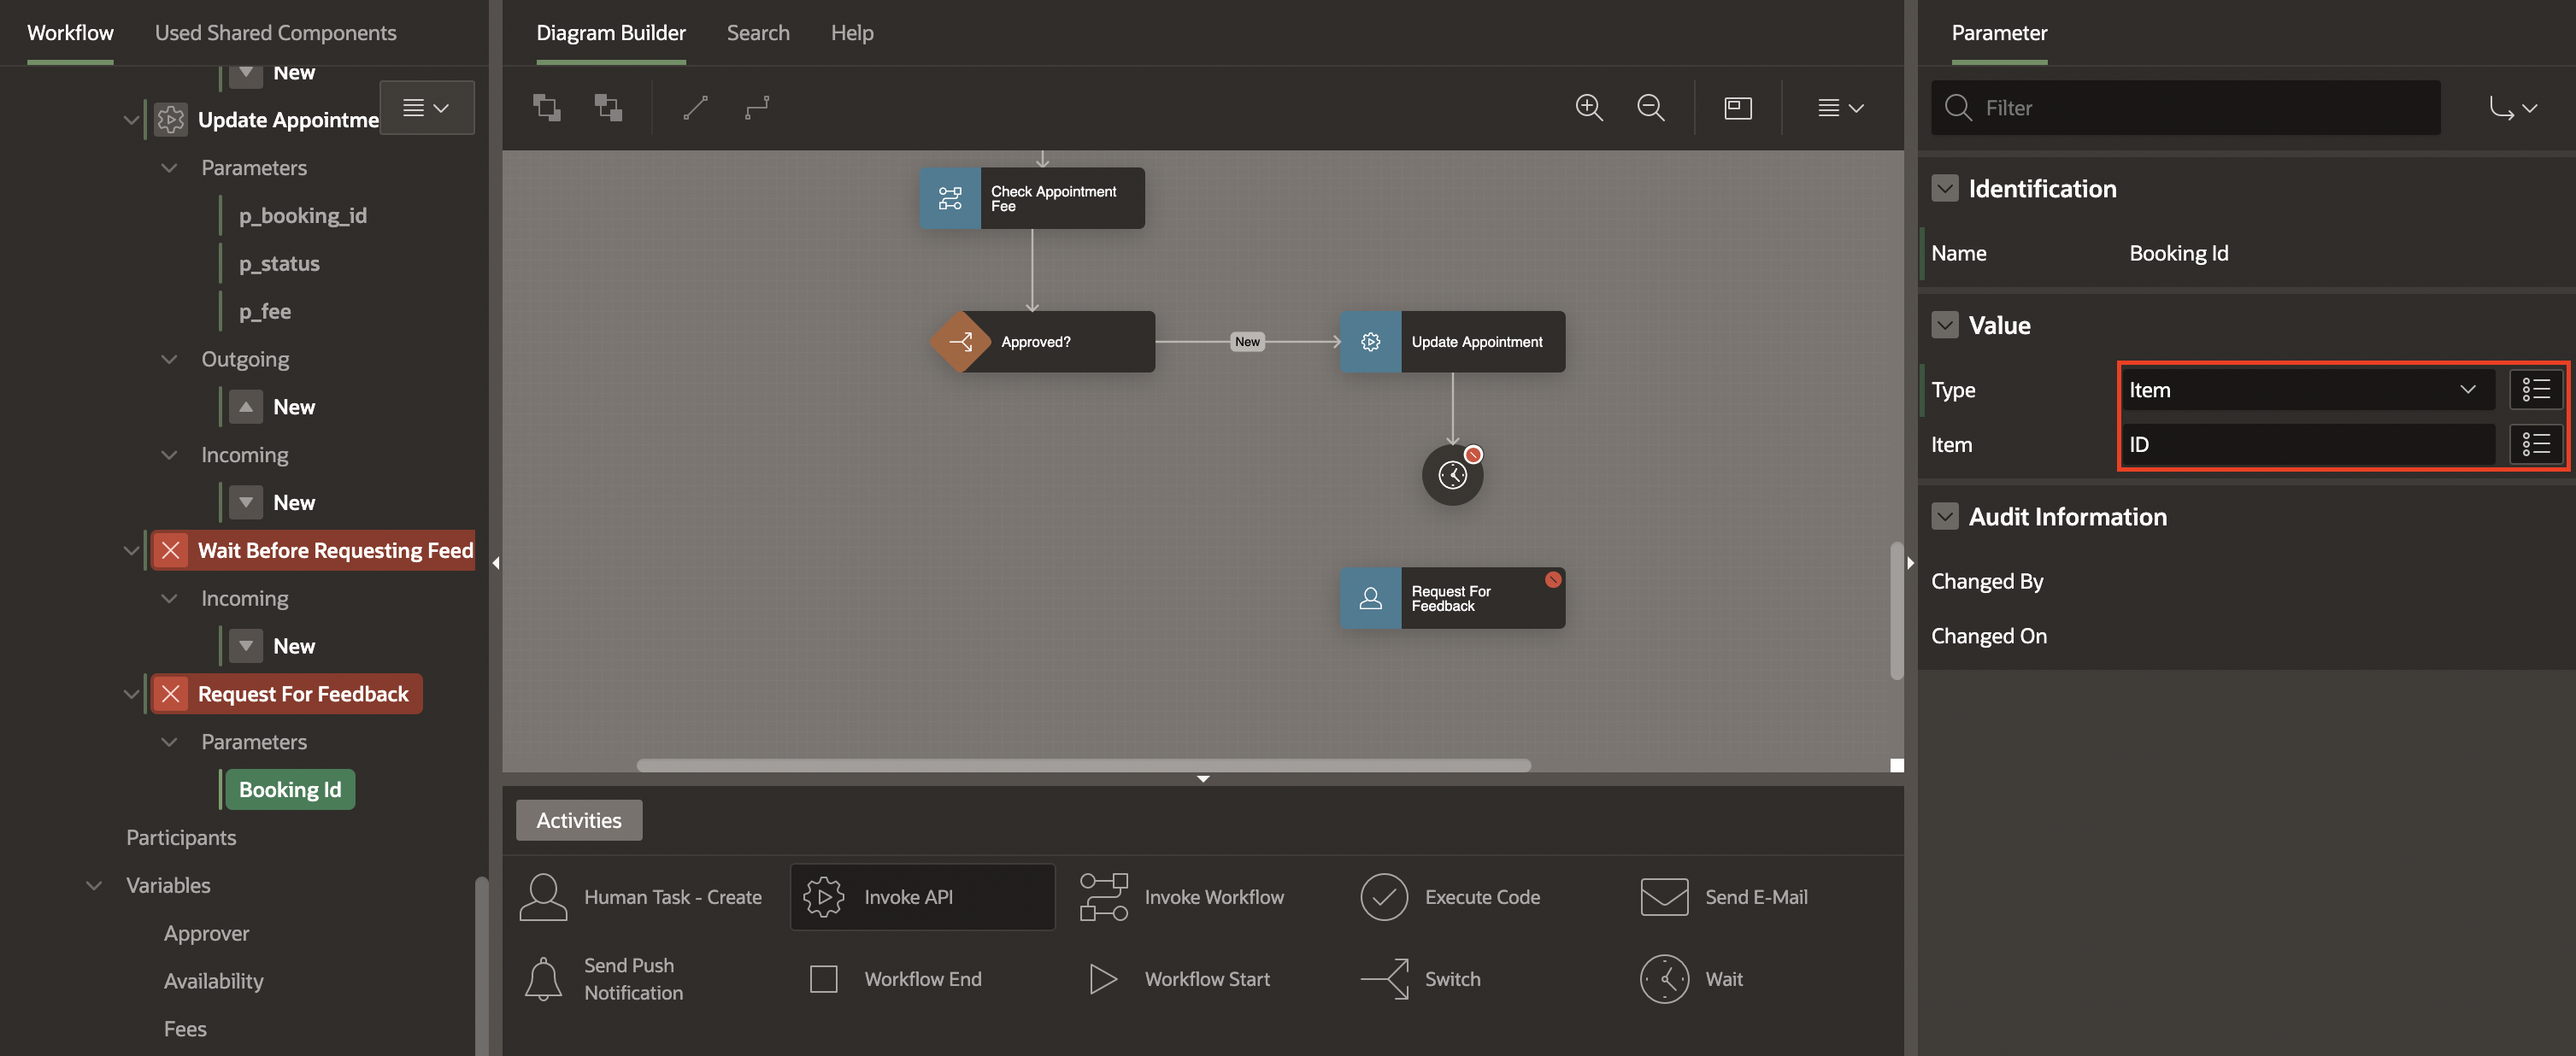 Workflow
Used Shared Components
New
Update Appointme
Parameters
p_booking_id
p_status
p_fee
Outgoing
New
Incoming
New
Wait Before Requesting Feed
Incoming
New
Request For Feedback
Parameters
Booking Id
Participants
Variables
Approver
Availability
Fees
Diagram Builder
Search
Help
Check Appointment
Fee
Approved?
New
Update Appointment
Request For
Feedback
Activities
Human Task - Create
Invoke API
Invoke Workflow
Execute Code
Send E-Mail
Send Push
Notification
Workflow End
Workflow Start
Switch
Wait
Parameter
Filter
Identification
Name
Booking Id
Value
Type
Item
Item
ID
Audit Information
Changed By
Changed On